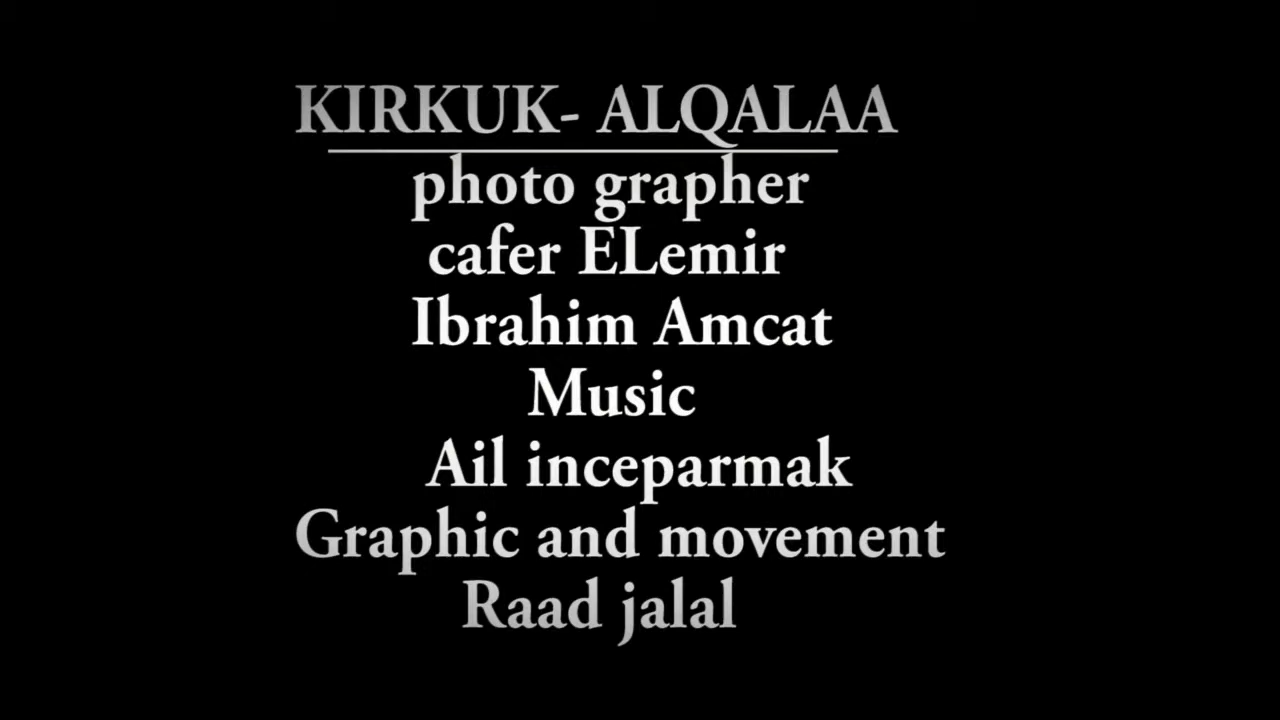 KIRKUK- ALQALAA
photo grapher
cafer ELemir
Ibrahim Amcat
Music
Ail inceparmak
Graphic and movement
Raad jalal